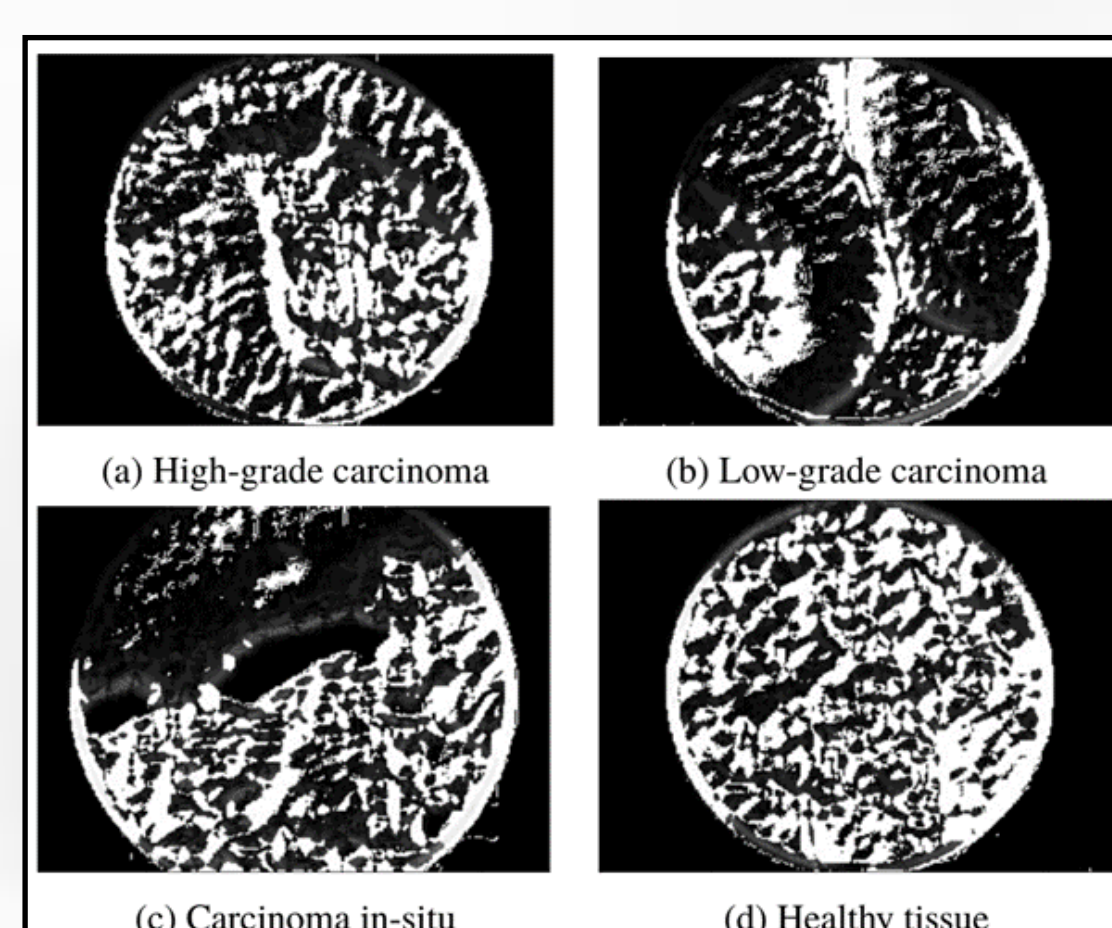 (a) High-grade carcinoma
(b) Low-grade carcinoma
(c) Carcinoma in-situ
(d) Healthy tissue